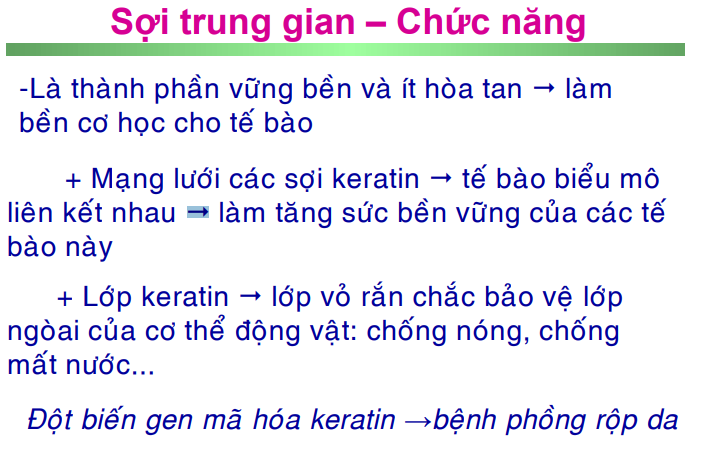 Sợi trung gian – Chức năng
-Là thành phần vững bền và ít hòa tan → làm
bền cơ học cho tế bào
+ Mạng lưới các sợi keratin → tế bào biểu mô
liên kết nhau → làm tăng sức bền vững của các tế
bào này
+ Lớp keratin → lớp vỏ rắn chắc bảo vệ lớp
ngòai của cơ thể động vật: chống nóng, chống
mất nước...
Đột biến gen mã hóa keratin →bệnh phồng rộp da